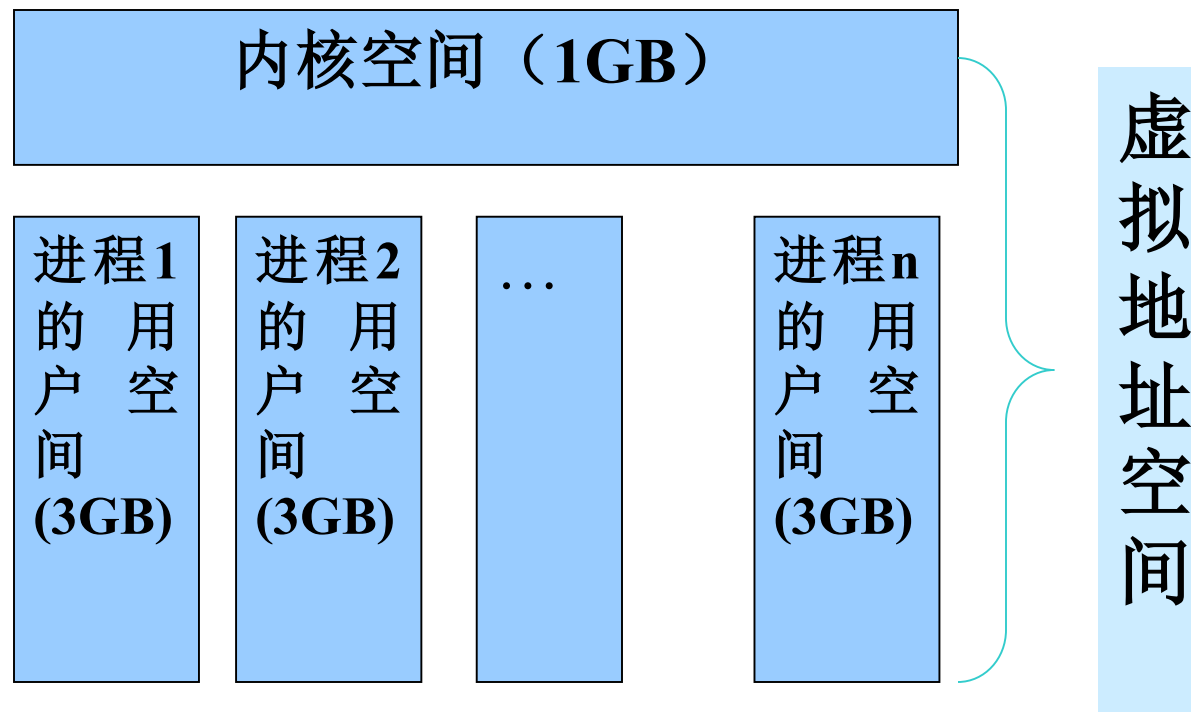 内核空间（1GB）
进程1
的用
户空
间
(3GB)
进程2
的用
户空
间
(3GB)
…
进程n
的用
户空
间
(3GB)
虚
拟
地
址
空
间